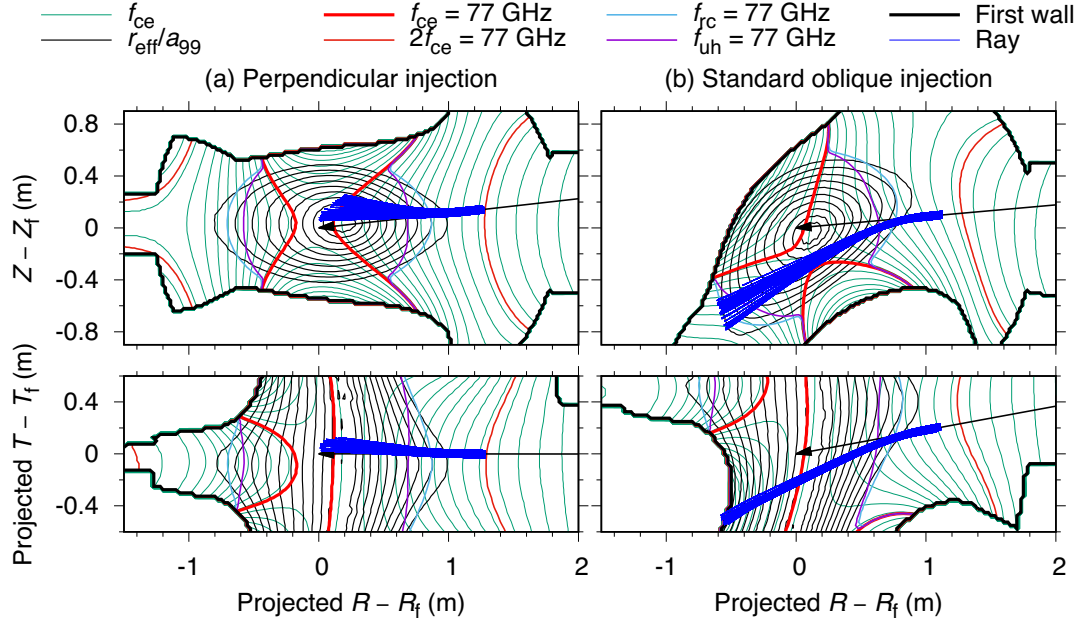 f_ce f_ce = 77 GHz f_rc = 77 GHz First wall
r_eff/a_99 2f_ce = 77 GHz f_uh = 77 GHz Ray
(a) Perpendicular injection (b) Standard oblique injection
Z – Z_f (m)
0.8
0.4
0
-0.4
-0.8
Projected T – T_f (m)
0.4
0
-0.4
-1 0 1 2 -1 0 1 2
Projected R – R_f (m) Projected R – R_f (m)